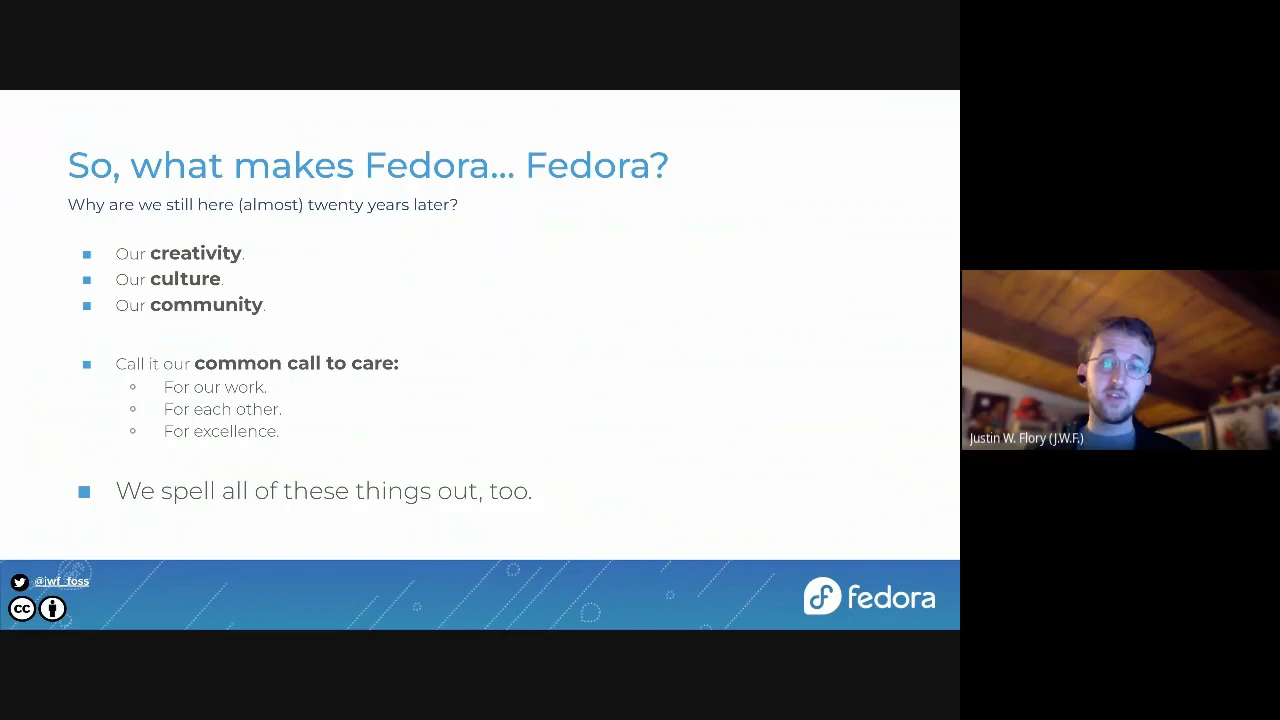 So, what makes Fedora... Fedora?
Why are we still here (almost) twenty years later?
Our creativity.
Our culture.
Our community.
Call it our common call to care:
For our work.
For each other.
For excellence.
We spell all of these things out, too.
@jwf_foss
cc
fedora
Justin W. Flory (J.W.F.)